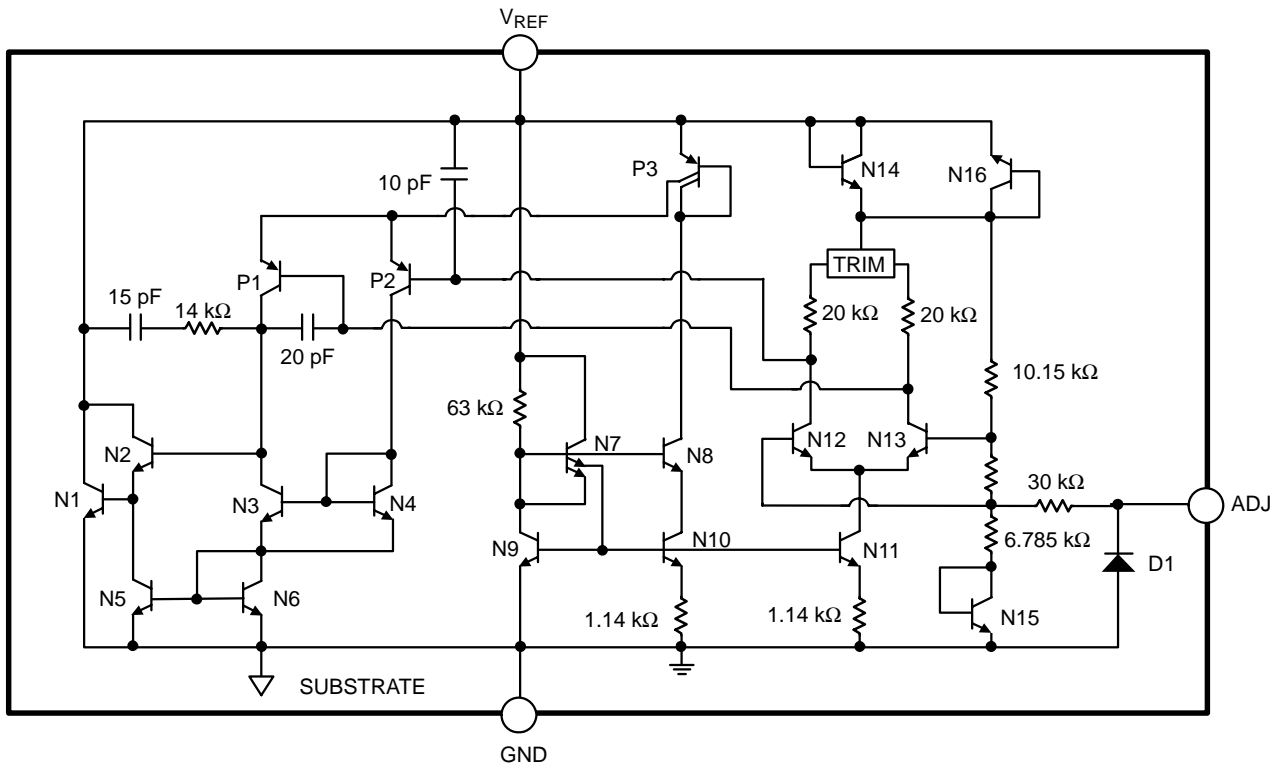 VREF
P3
N14
N16
10 pF
P1
P2
TRIM
15 pF
14 kΩ
20 kΩ
20 kΩ
20 pF
10.15 kΩ
63 kΩ
N7
N2
N8
N12
N13
30 kΩ
N1
N3
N4
ADJ
N9
N10
N11
6.785 kΩ
D1
N5
N6
1.14 kΩ
1.14 kΩ
N15
SUBSTRATE
GND